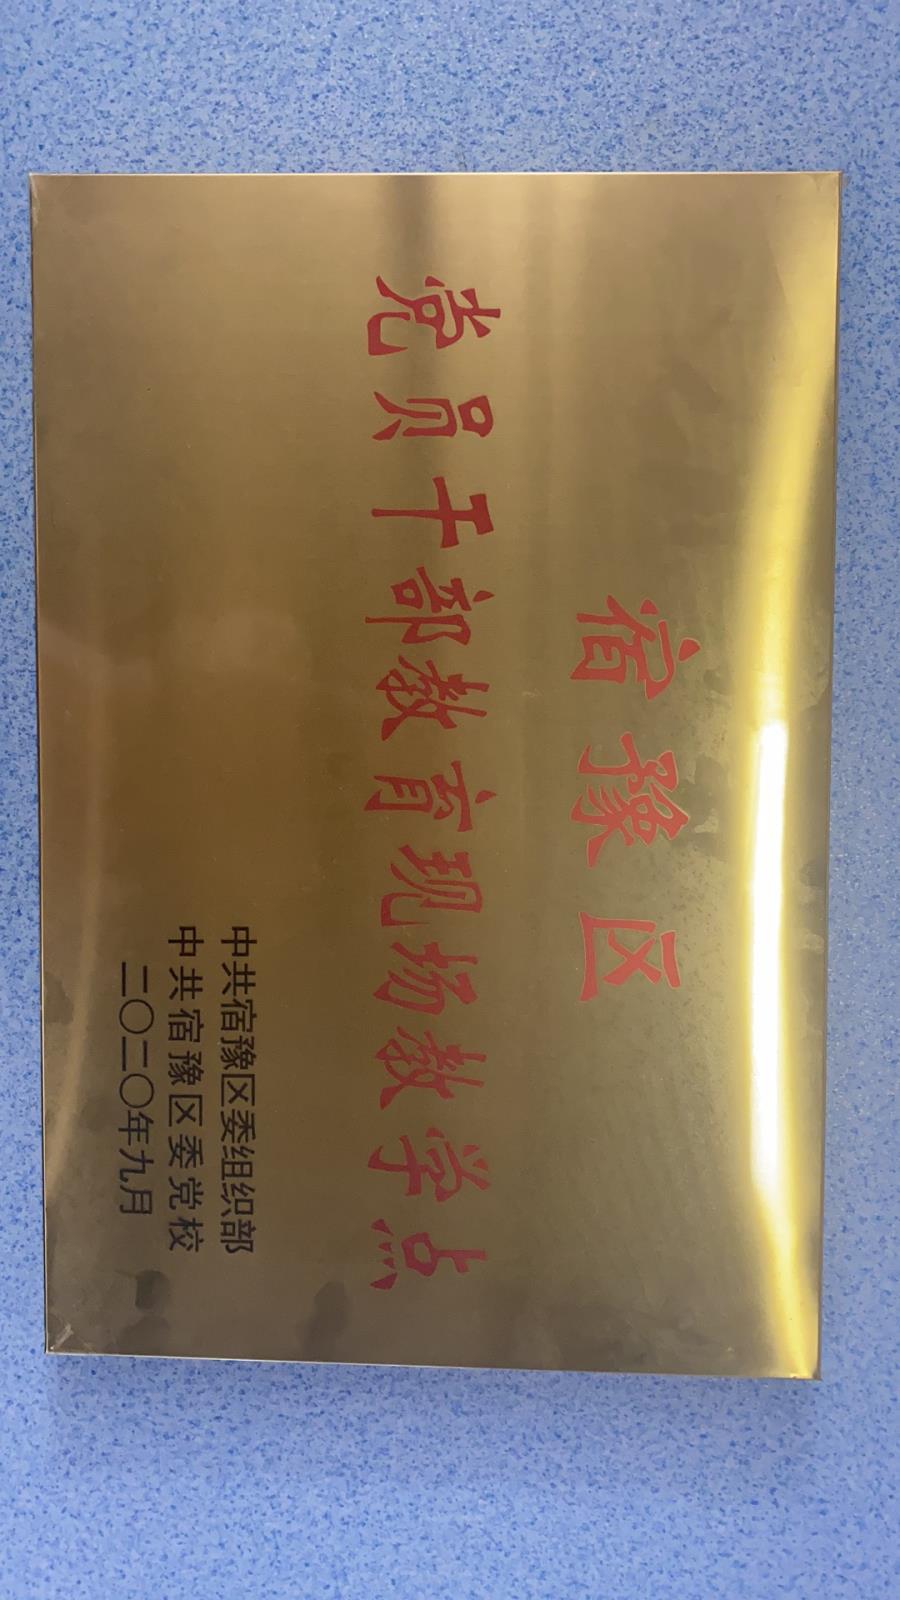 宿豫区
党员干部教育现场教学点
中共宿豫区委组织部
中共宿豫区委党校
二〇二〇年九月